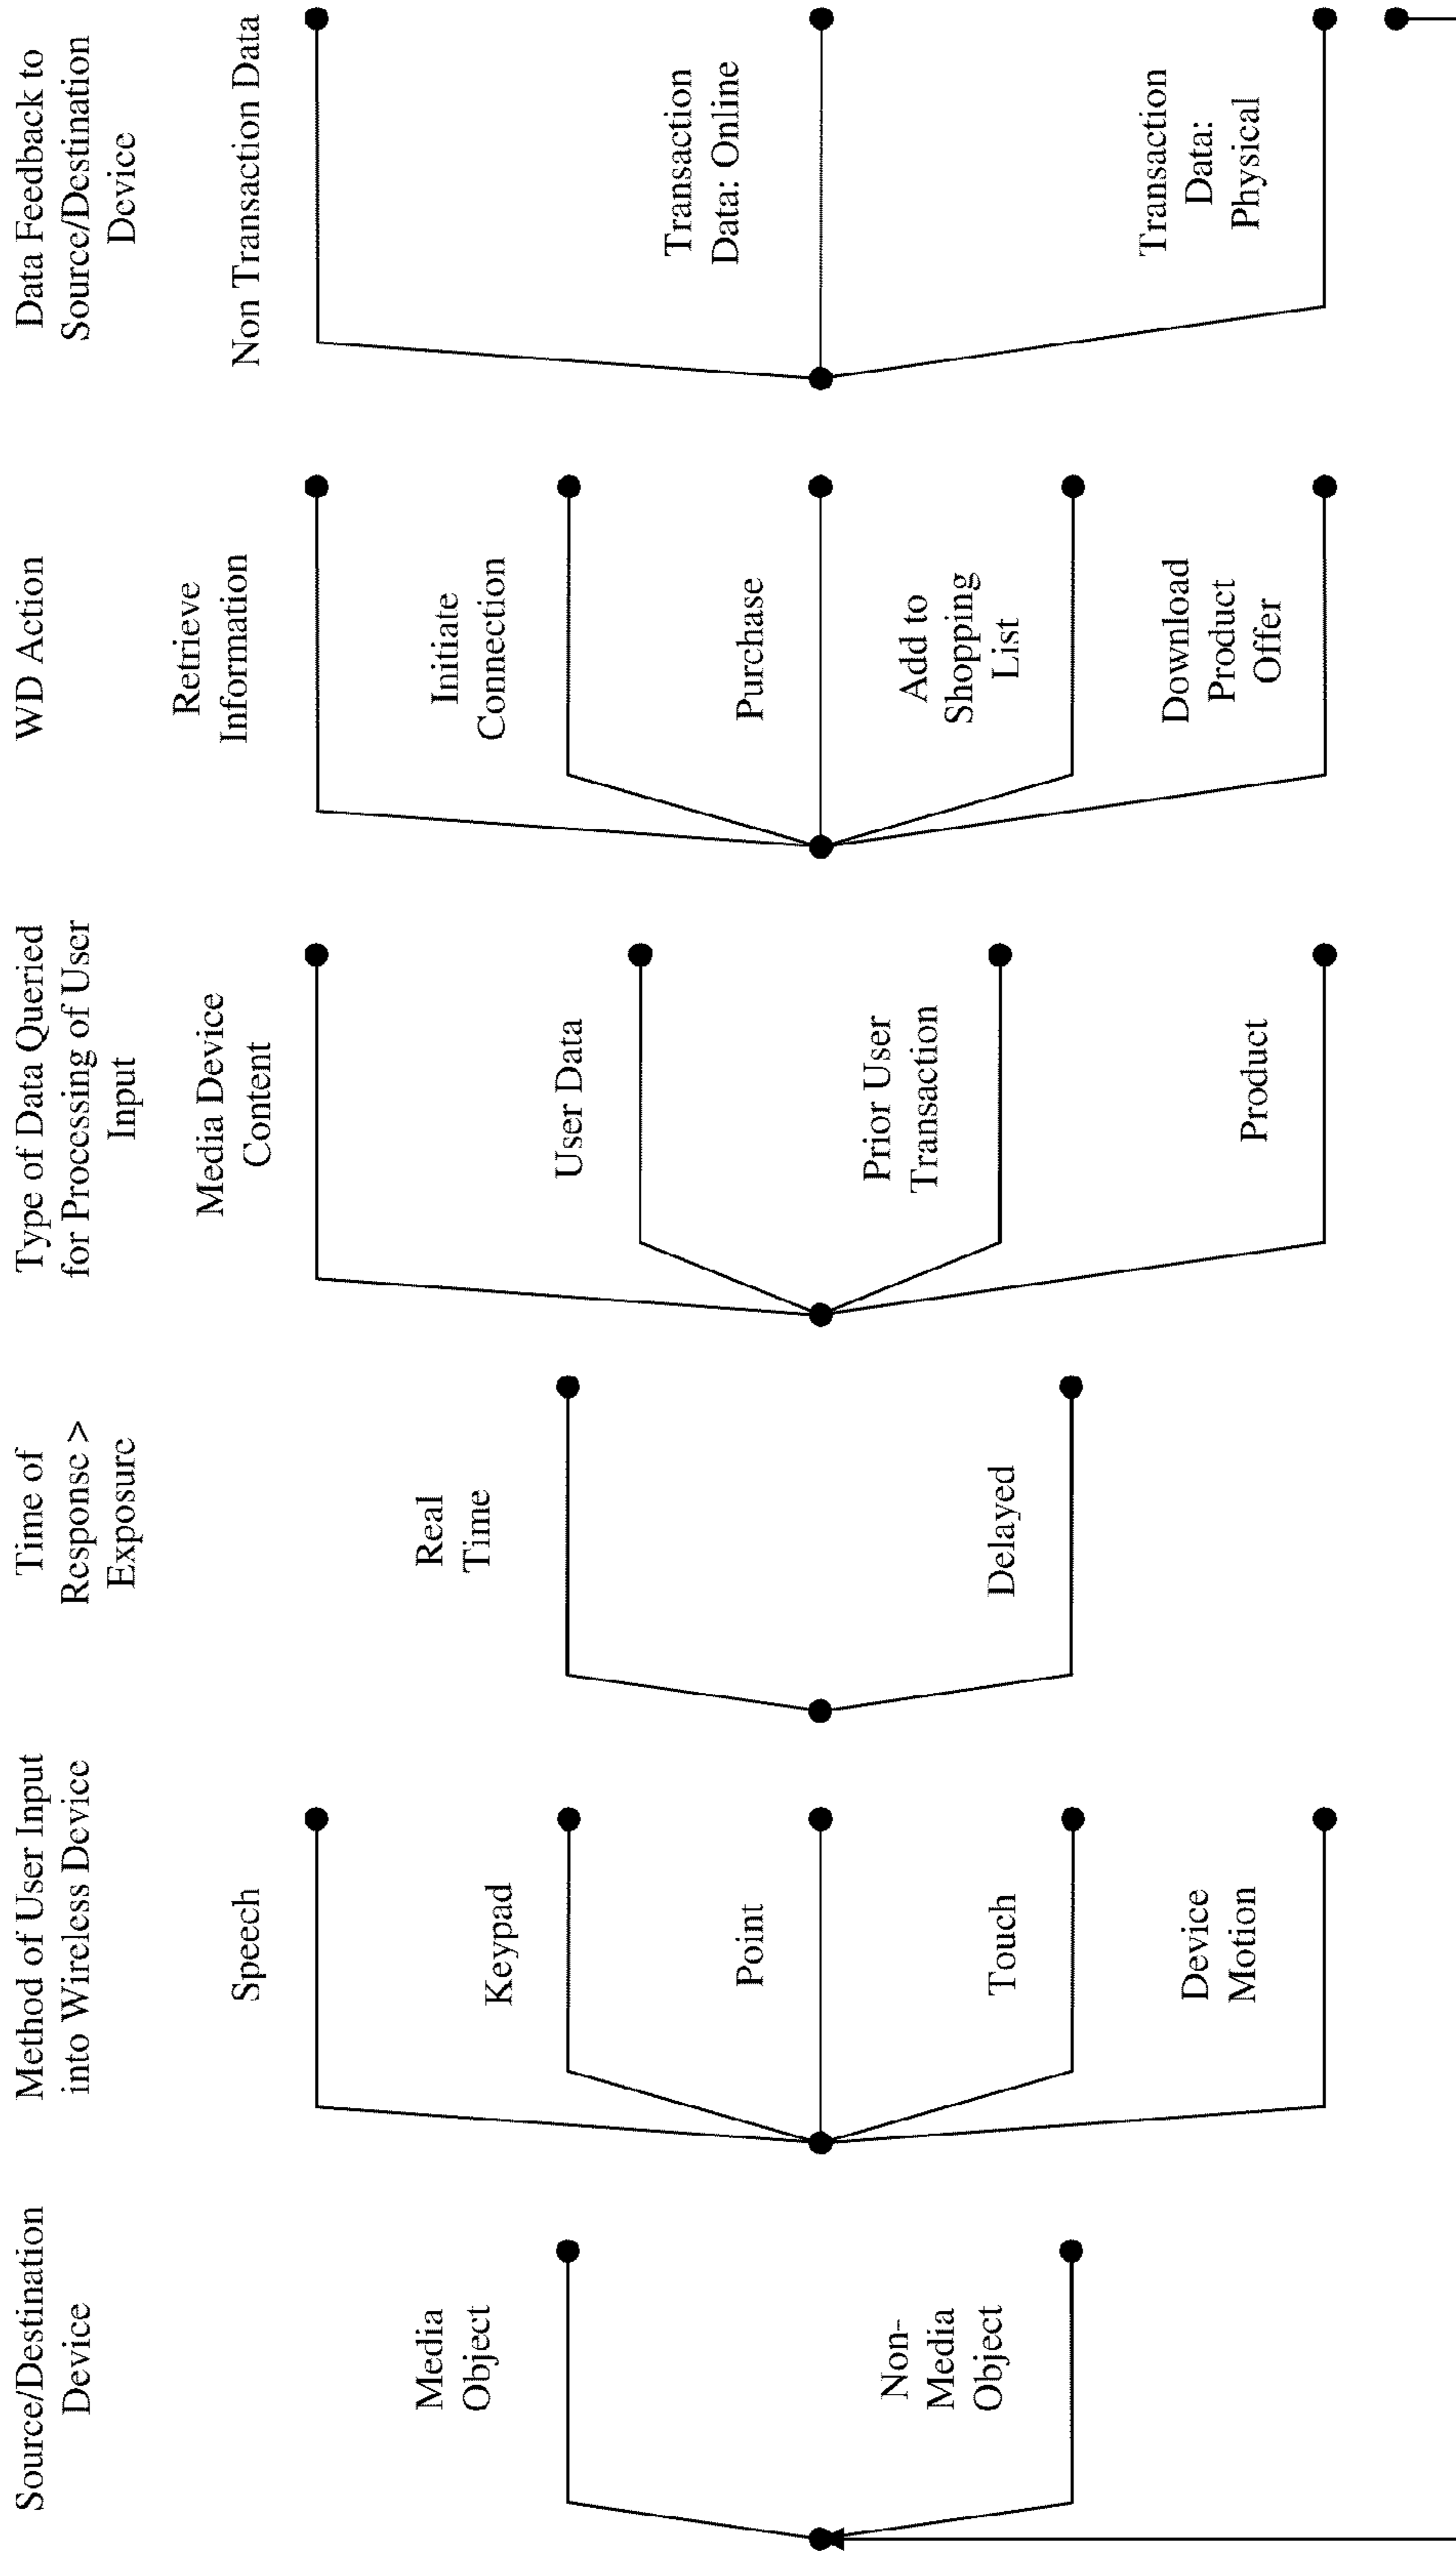 Source/Destination
Device
Media
Object
Non-
Media
Object
Method of User Input
into Wireless Device
Speech
Keypad
Point
Touch
Device
Motion
Time of
Response >
Exposure
Real
Time
Delayed
Type of Data Queried
for Processing of User
Input
Media Device
Content
User Data
Prior User
Transaction
Product
WD Action
Retrieve
Information
Initiate
Connection
Purchase
Add to
Shopping
List
Download
Product
Offer
Data Feedback to
Source/Destination
Device
Non Transaction Data
Transaction
Data: Online
Transaction
Data:
Physical